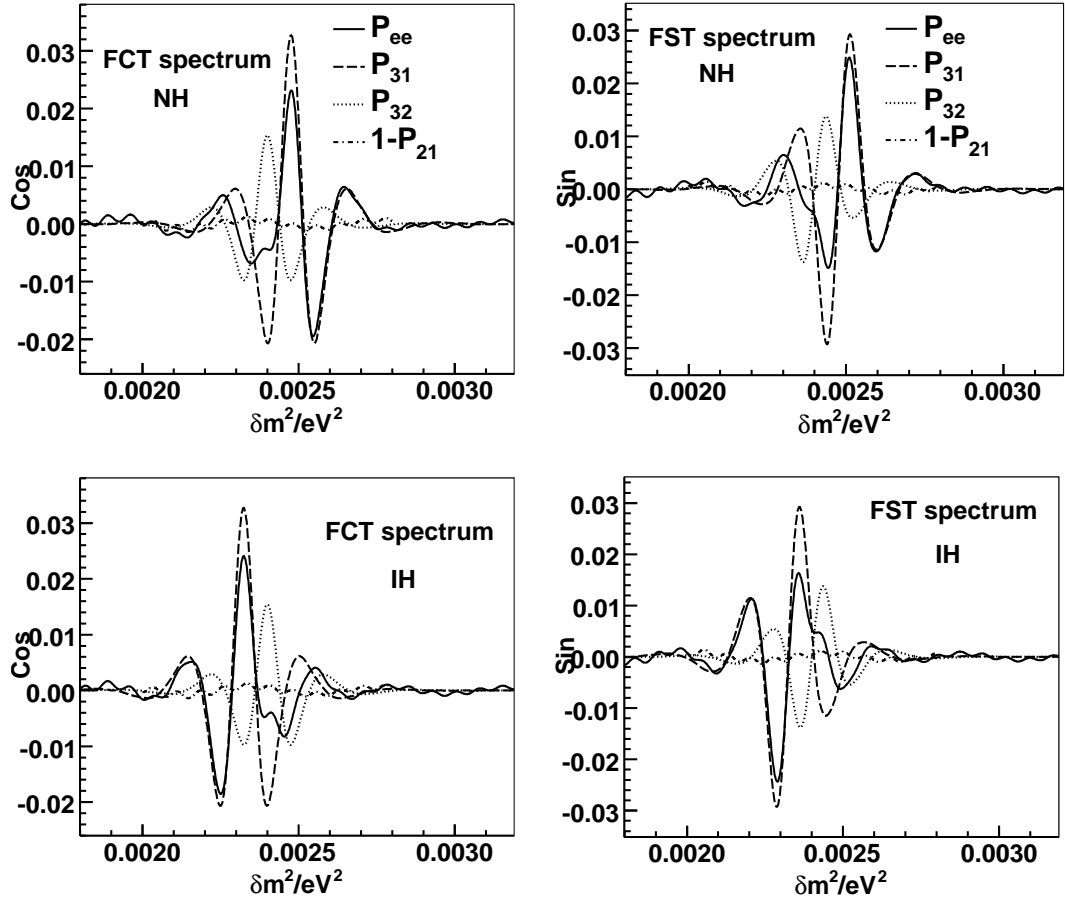 FCT spectrum
NH
P_ee
P_31
P_32
1-P_21
Cos
0.03
0.02
0.01
0.00
-0.01
-0.02
0.0020 0.0025 0.0030
δm²/eV²
FST spectrum
NH
P_ee
P_31
P_32
1-P_21
Sin
0.03
0.02
0.01
0.00
-0.01
-0.02
-0.03
0.0020 0.0025 0.0030
δm²/eV²
FCT spectrum
IH
Cos
0.03
0.02
0.01
0.00
-0.01
-0.02
0.0020 0.0025 0.0030
δm²/eV²
FST spectrum
IH
Sin
0.03
0.02
0.01
0.00
-0.01
-0.02
-0.03
0.0020 0.0025 0.0030
δm²/eV²